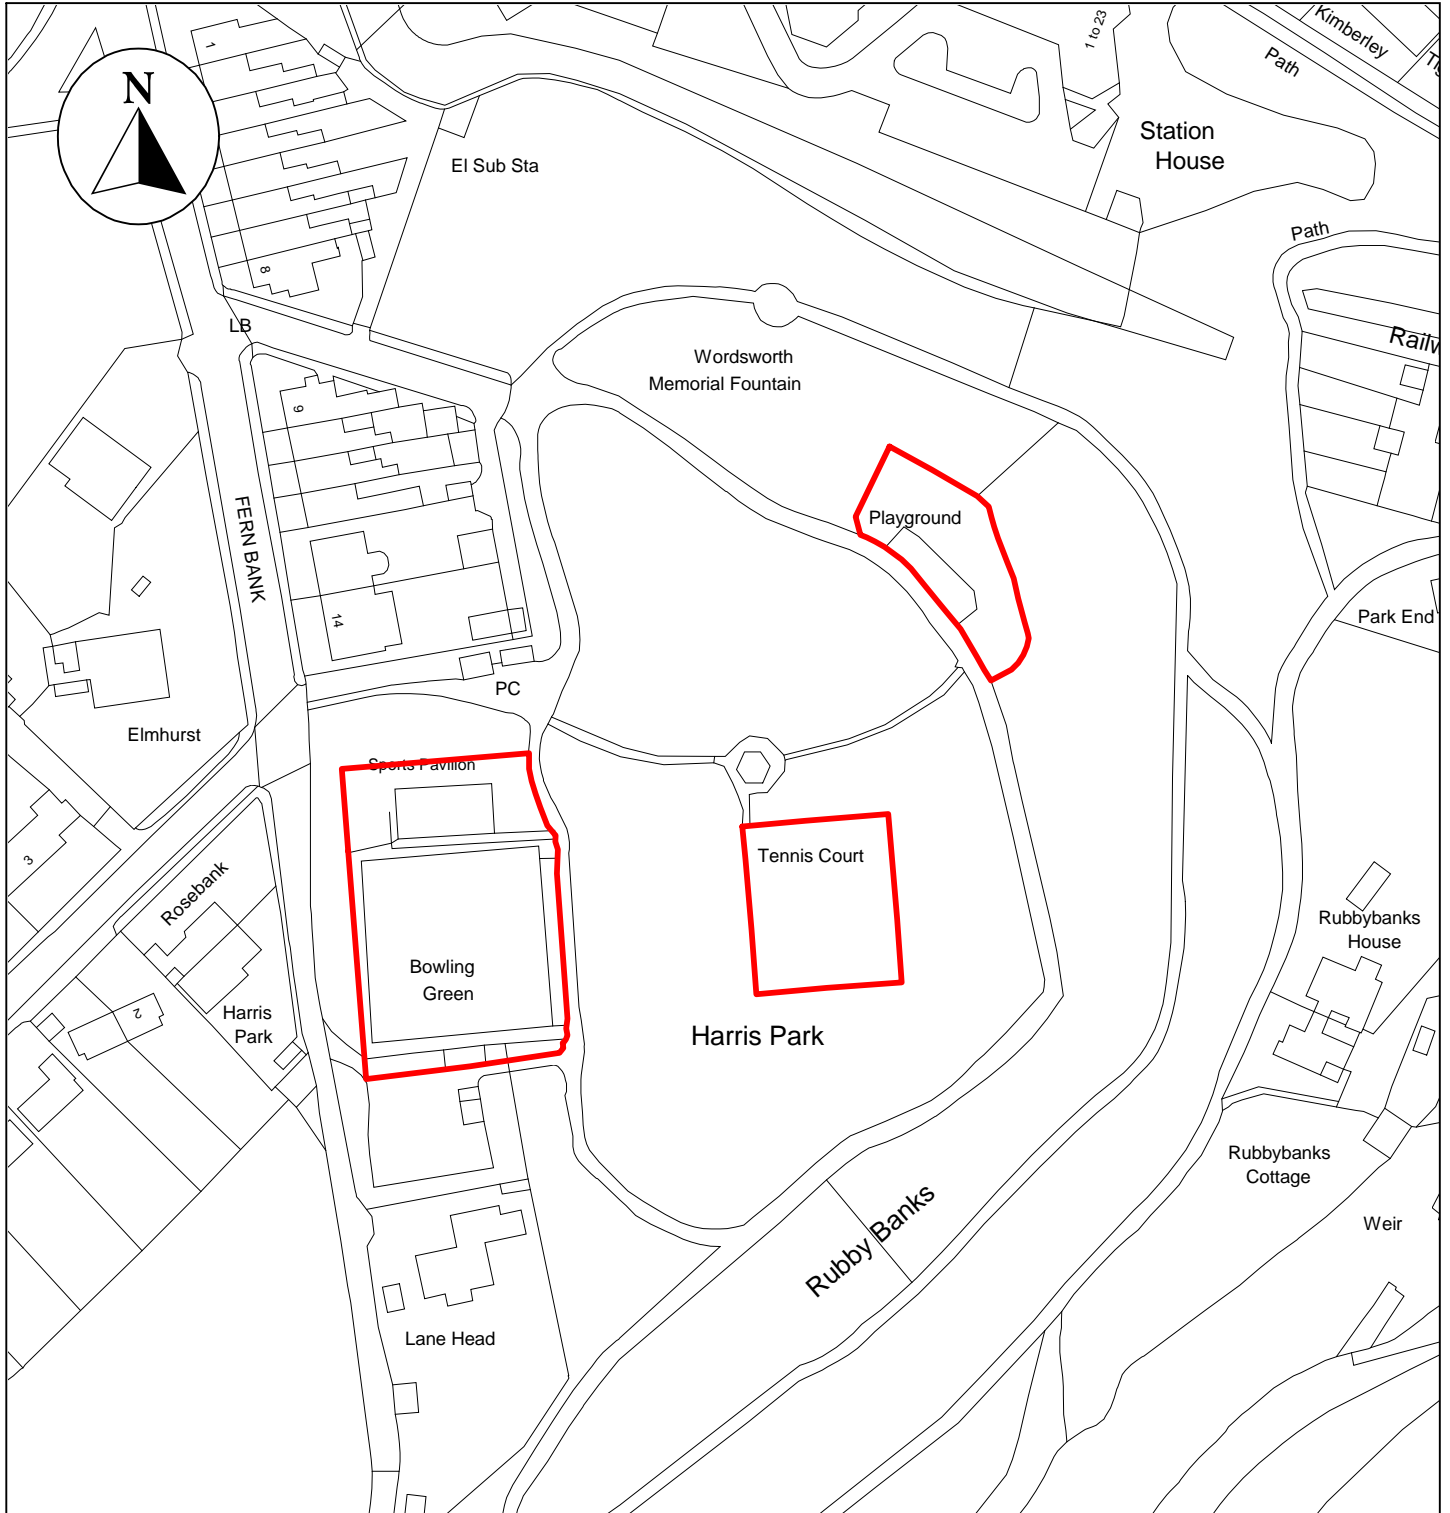 1
1 to 23
Kimberley
Path
N
Station
House
El Sub Sta
Path
8
LB
Wordsworth
Memorial Fountain
9
FERN BANK
Playground
14
Park End
PC
Elmhurst
Sports Pavilion
3
Tennis Court
Rosebank
Rubbybanks
House
Bowling
Green
Harris
Park
2
Harris Park
Rubbybanks
Cottage
Rubby Banks
Weir
Lane Head